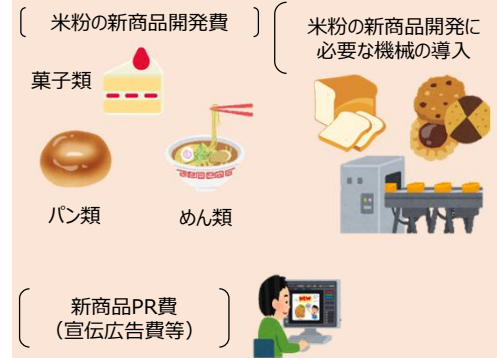 米粉の新商品開発費
菓子類
パン類
めん類
米粉の新商品開発に
必要な機械の導入
新商品PR費
（宣伝広告費等）
NEW